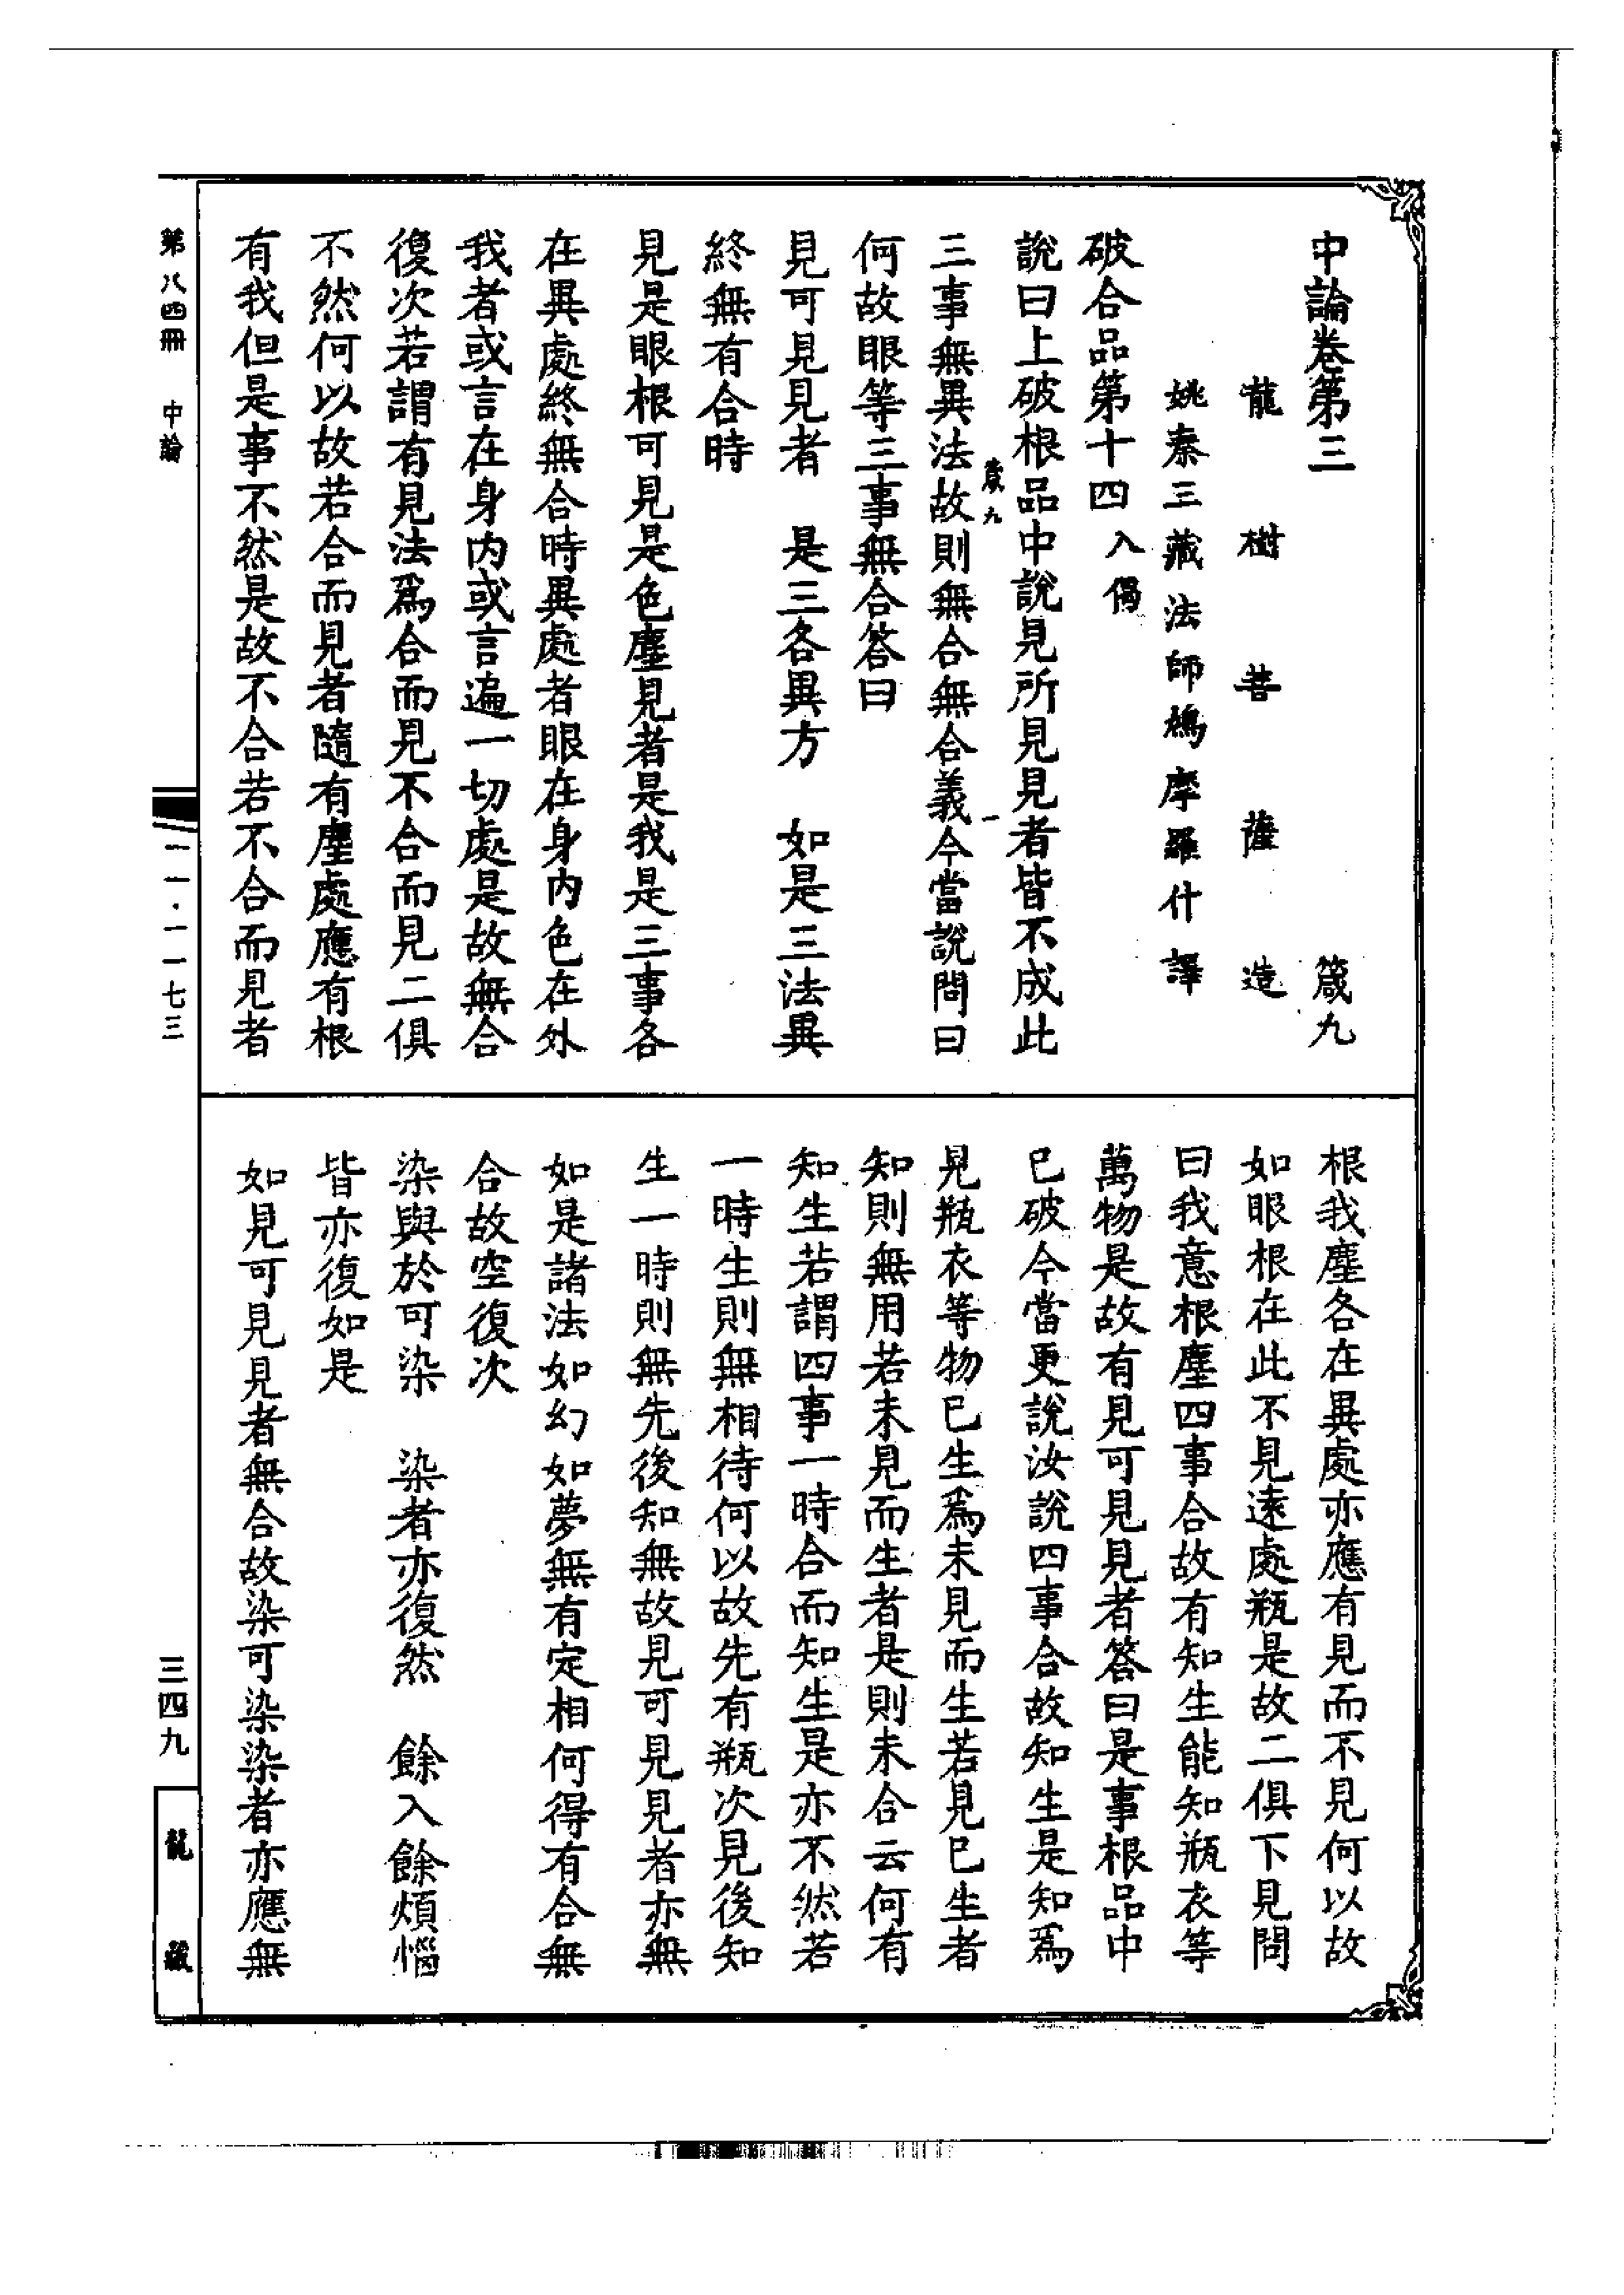 中論卷第三 箴九
龍樹菩薩造
姚秦三藏法師鳩摩羅什譯
破合品第十四 八偈
說曰上破根品中說見所見見者皆不成此
箴九 一
三事無異法故則無合無合義今當說問曰
何故眼等三事無合答曰
見可見見者 是三各異方 如是三法異
終無有合時
見是眼根可見是色塵見者是我是三事各
在異處終無合時異處者眼在身內色在外
我者或言在身內或言遍一切處是故無合
復次若謂有見法爲合而見不合而見二俱
不然何以故若合而見者隨有塵處應有根
有我但是事不然是故不合若不合而見者
根我塵各在異處亦應有見而不見何以故
如眼根在此不見遠處瓶是故二俱下見問
曰我意根塵四事合故有知生能知瓶衣等
萬物是故有見可見見者答曰是事根品中
已破今當更說汝說四事合故知生是知爲
見瓶衣等物已生爲未見而生若見已生者
知則無用若未見而生者是則未合云何有
知生若謂四事一時合而知生是亦不然若
一時生則無相待何以故先有瓶次見後知
生一時則無先後知無故見可見見者亦無
如是諸法如幻如夢無有定相何得有合無
合故空復次
染與於可染 染者亦復然 餘入餘煩惱
皆亦復如是
如見可見見者無合故染可染染者亦應無
第八四冊 中論
一一·一一七三
三四九
龍藏